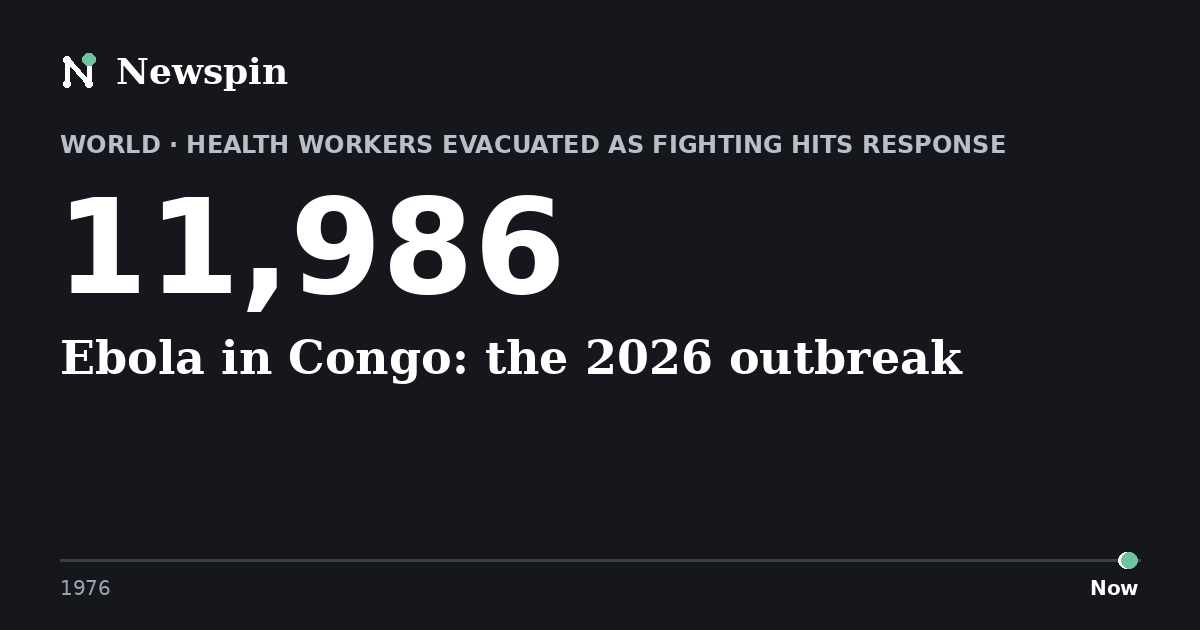 Newspin
WORLD · HEALTH WORKERS EVACUATED AS FIGHTING HITS RESPONSE
11,986
Ebola in Congo: the 2026 outbreak
1976
Now